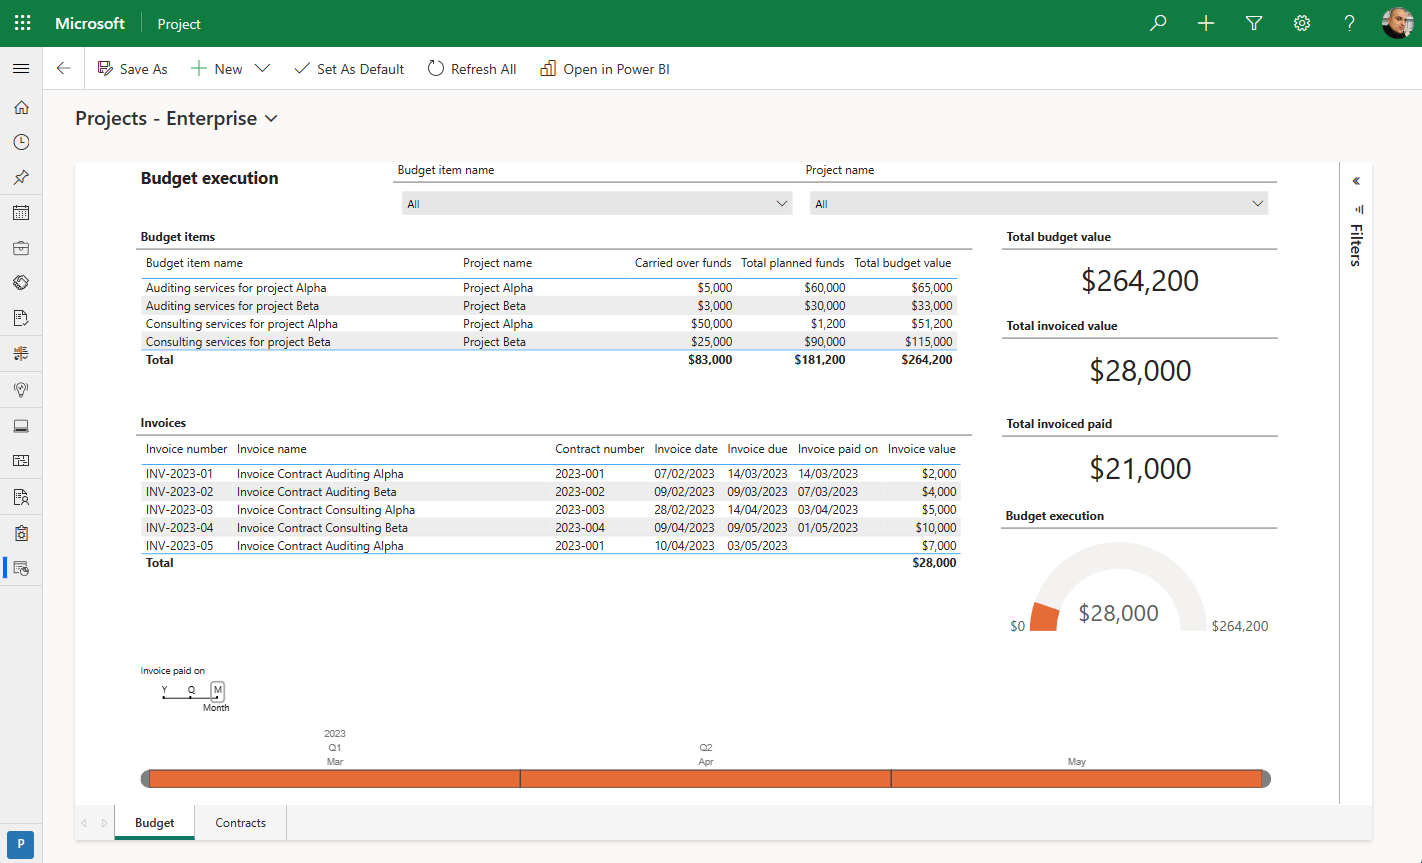 Microsoft Project
Save As New Set As Default Refresh All Open in Power BI
Projects - Enterprise
Budget execution
Budget item name Project name
All All
Budget items
Budget item name Project name Carried over funds Total planned funds Total budget value
Auditing services for project Alpha Project Alpha $5,000 $60,000 $65,000
Auditing services for project Beta Project Beta $3,000 $30,000 $33,000
Consulting services for project Alpha Project Alpha $50,000 $1,200 $51,200
Consulting services for project Beta Project Beta $25,000 $90,000 $115,000
Total $83,000 $181,200 $264,200
Total budget value
$264,200
Total invoiced value
$28,000
Total invoiced paid
$21,000
Budget execution
$28,000
$0 $264,200
Filters
Invoices
Invoice number Invoice name Contract number Invoice date Invoice due Invoice paid on Invoice value
INV-2023-01 Invoice Contract Auditing Alpha 2023-001 07/02/2023 14/03/2023 14/03/2023 $2,000
INV-2023-02 Invoice Contract Auditing Beta 2023-002 09/02/2023 09/03/2023 07/03/2023 $4,000
INV-2023-03 Invoice Contract Consulting Alpha 2023-003 28/02/2023 14/04/2023 03/04/2023 $5,000
INV-2023-04 Invoice Contract Consulting Beta 2023-004 09/04/2023 09/05/2023 01/05/2023 $10,000
INV-2023-05 Invoice Contract Auditing Alpha 2023-001 10/04/2023 03/05/2023 $7,000
Total $28,000
Invoice paid on
Y Q M
Month
2023
Q1 Q2
Mar Apr May
Budget Contracts
P